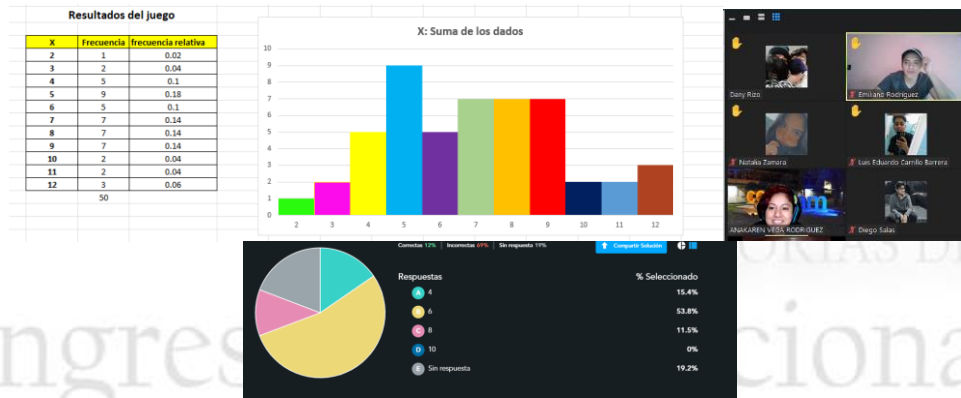 Resultados del juego
X Frecuencia frecuencia relativa
2 1 0.02
3 2 0.04
4 5 0.1
5 9 0.18
6 5 0.1
7 7 0.14
8 7 0.14
9 7 0.14
10 2 0.04
11 2 0.04
12 3 0.06
50
X: Suma de los dados
10
9
8
7
6
5
4
3
2
1
0
2 3 4 5 6 7 8 9 10 11 12
Dany Rizo
Emiliano Rodriguez
Natalia Zamara
Luis Eduardo Carrillo Barrera
ANAKAREN VEGA RODRIGUEZ
Diego Salas
Correctas 12% Incorrectas 69% Sin respuesta 19%
Compartir Solución
Respuestas % Seleccionado
A 4 15.4%
6 53.8%
C 8 11.5%
D 10 0%
E Sin respuesta 19.2%
ORIAS DE
ngres
ciona